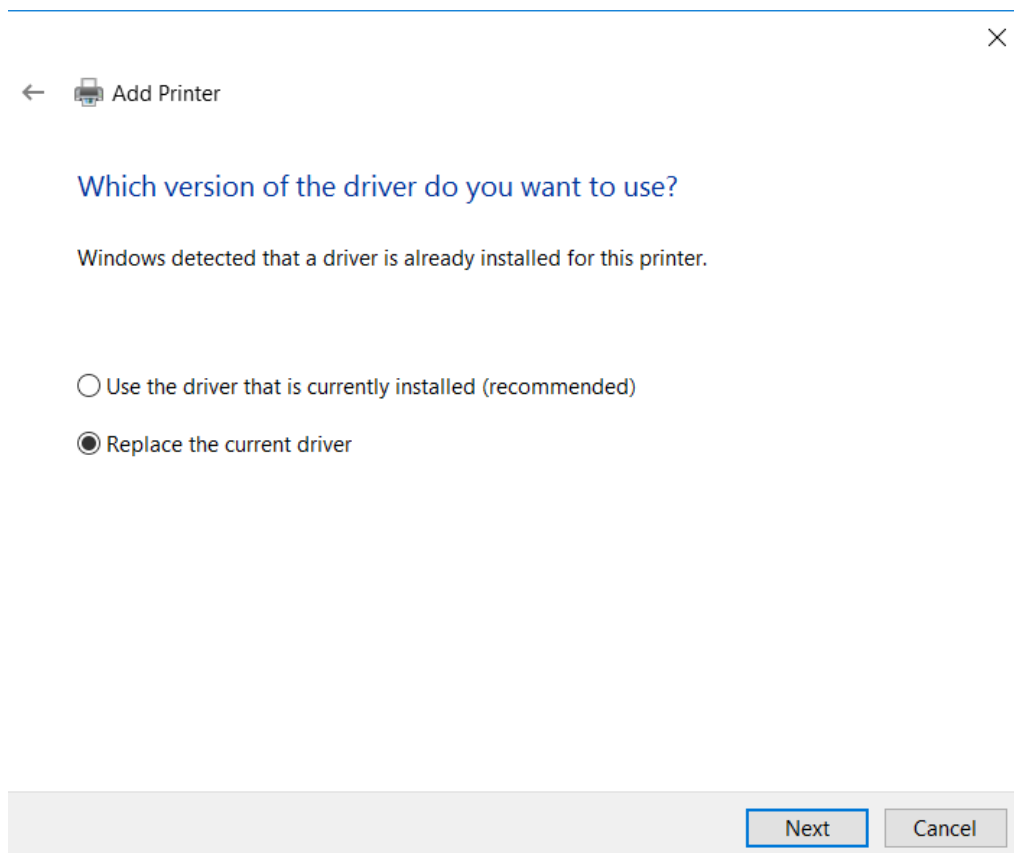 Add Printer
Which version of the driver do you want to use?
Windows detected that a driver is already installed for this printer.
Use the driver that is currently installed (recommended)
Replace the current driver
Next
Cancel